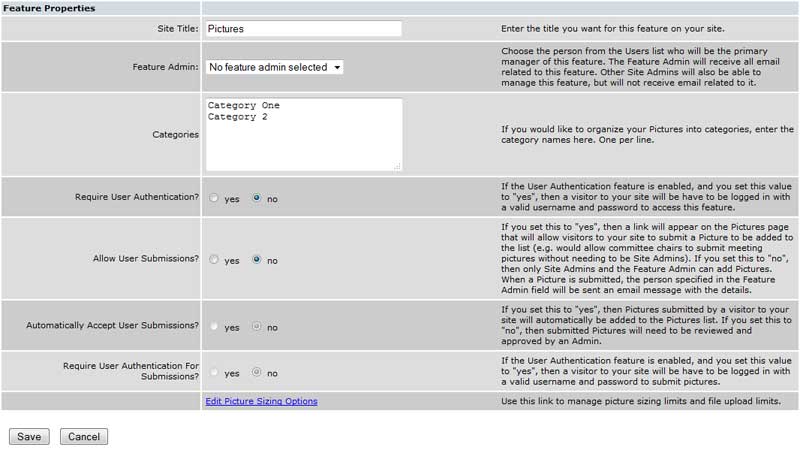 Feature Properties
Site Title:
Pictures
Enter the title you want for this feature on your site.
Feature Admin:
No feature admin selected
Choose the person from the Users list who will be the primary
manager of this feature. The Feature Admin will receive all email
related to this feature. Other Site Admins will also be able to
manage this feature, but will not receive email related to it.
Categories
Category One
Category 2
If you would like to organize your Pictures into categories, enter the
category names here. One per line.
Require User Authentication?
yes no
If the User Authentication feature is enabled, and you set this value
to "yes", then a visitor to your site will be have to be logged in with
a valid username and password to access this feature.
Allow User Submissions?
yes no
If you set this to "yes", then a link will appear on the Pictures page
that will allow visitors to your site to submit a Picture to be added to
the list (e.g. would allow committee chairs to submit meeting
pictures without needing to be Site Admins). If you set this to "no",
then only Site Admins and the Feature Admin can add Pictures.
When a Picture is submitted, the person specified in the Feature
Admin field will be sent an email message with the details.
Automatically Accept User Submissions?
yes no
If you set this to "yes", then Pictures submitted by a visitor to your
site will automatically be added to the Pictures list. If you set this to
"no", then submitted Pictures will need to be reviewed and
approved by an Admin.
Require User Authentication For
Submissions?
yes no
If the User Authentication feature is enabled, and you set this value
to "yes", then a visitor to your site will be have to be logged in with
a valid username and password to submit pictures.
Edit Picture Sizing Options
Use this link to manage picture sizing limits and file upload limits.
Save Cancel